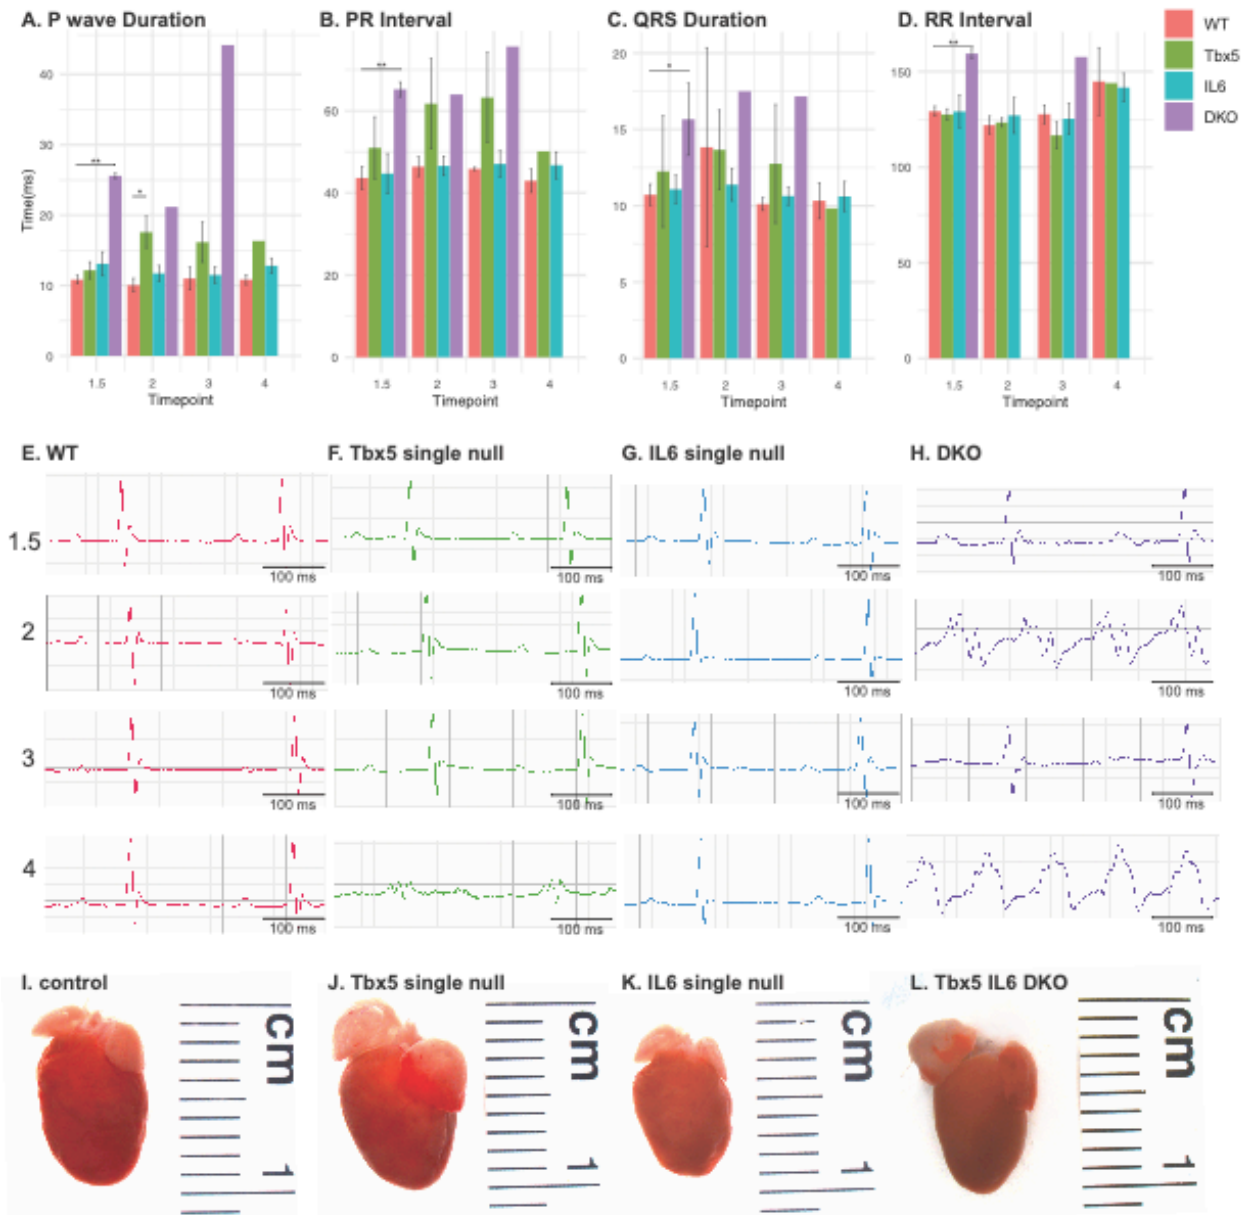 A. P wave Duration
B. PR Interval
C. QRS Duration
D. RR Interval
WT
Tbx5
IL6
DKO
Time(ms)
40
30
20
10
0
**
*
1.5
2
3
4
Timepoint
60
40
20
0
**
1.5
2
3
4
Timepoint
20
15
10
5
0
*
1.5
2
3
4
Timepoint
150
100
50
0
**
1.5
2
3
4
Timepoint
E. WT
F. Tbx5 single null
G. IL6 single null
H. DKO
1.5
100 ms
100 ms
100 ms
100 ms
2
100 ms
100 ms
100 ms
100 ms
3
100 ms
100 ms
100 ms
100 ms
4
100 ms
100 ms
100 ms
100 ms
I. control
J. Tbx5 single null
K. IL6 single null
L. Tbx5 IL6 DKO
cm
1
cm
1
cm
1
cm
1